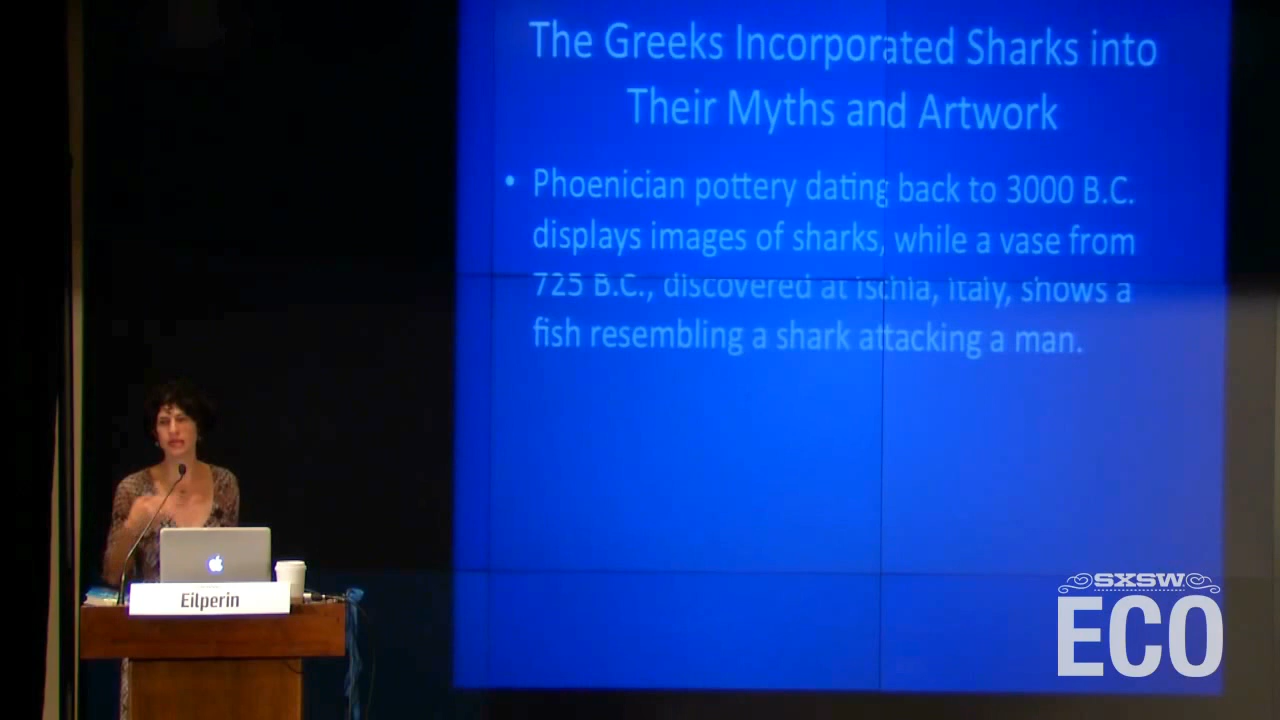 The Greeks Incorporated Sharks into
Their Myths and Artwork
• Phoenician pottery dating back to 3000 B.C.
displays images of sharks, while a vase from
725 B.C., discovered at Ischia, Italy, shows a
fish resembling a shark attacking a man.
Eilperin
SXSW
ECO